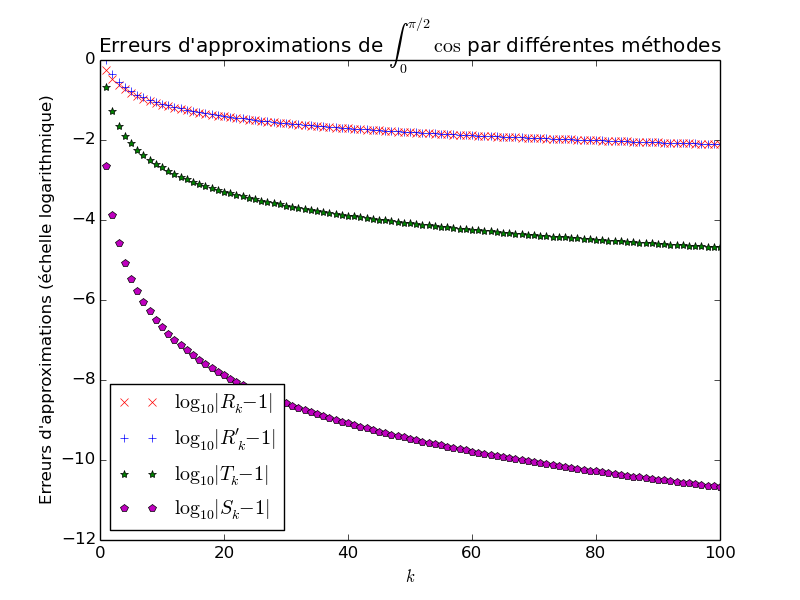 Erreurs d'approximations de ∫₀^{π/2} cos par différentes méthodes
Erreurs d'approximations (échelle logarithmique)
0
−2
−4
−6
−8
−10
−12
log₁₀|R_k−1|
log₁₀|R'_k−1|
log₁₀|T_k−1|
log₁₀|S_k−1|
0 20 40 60 80 100
k